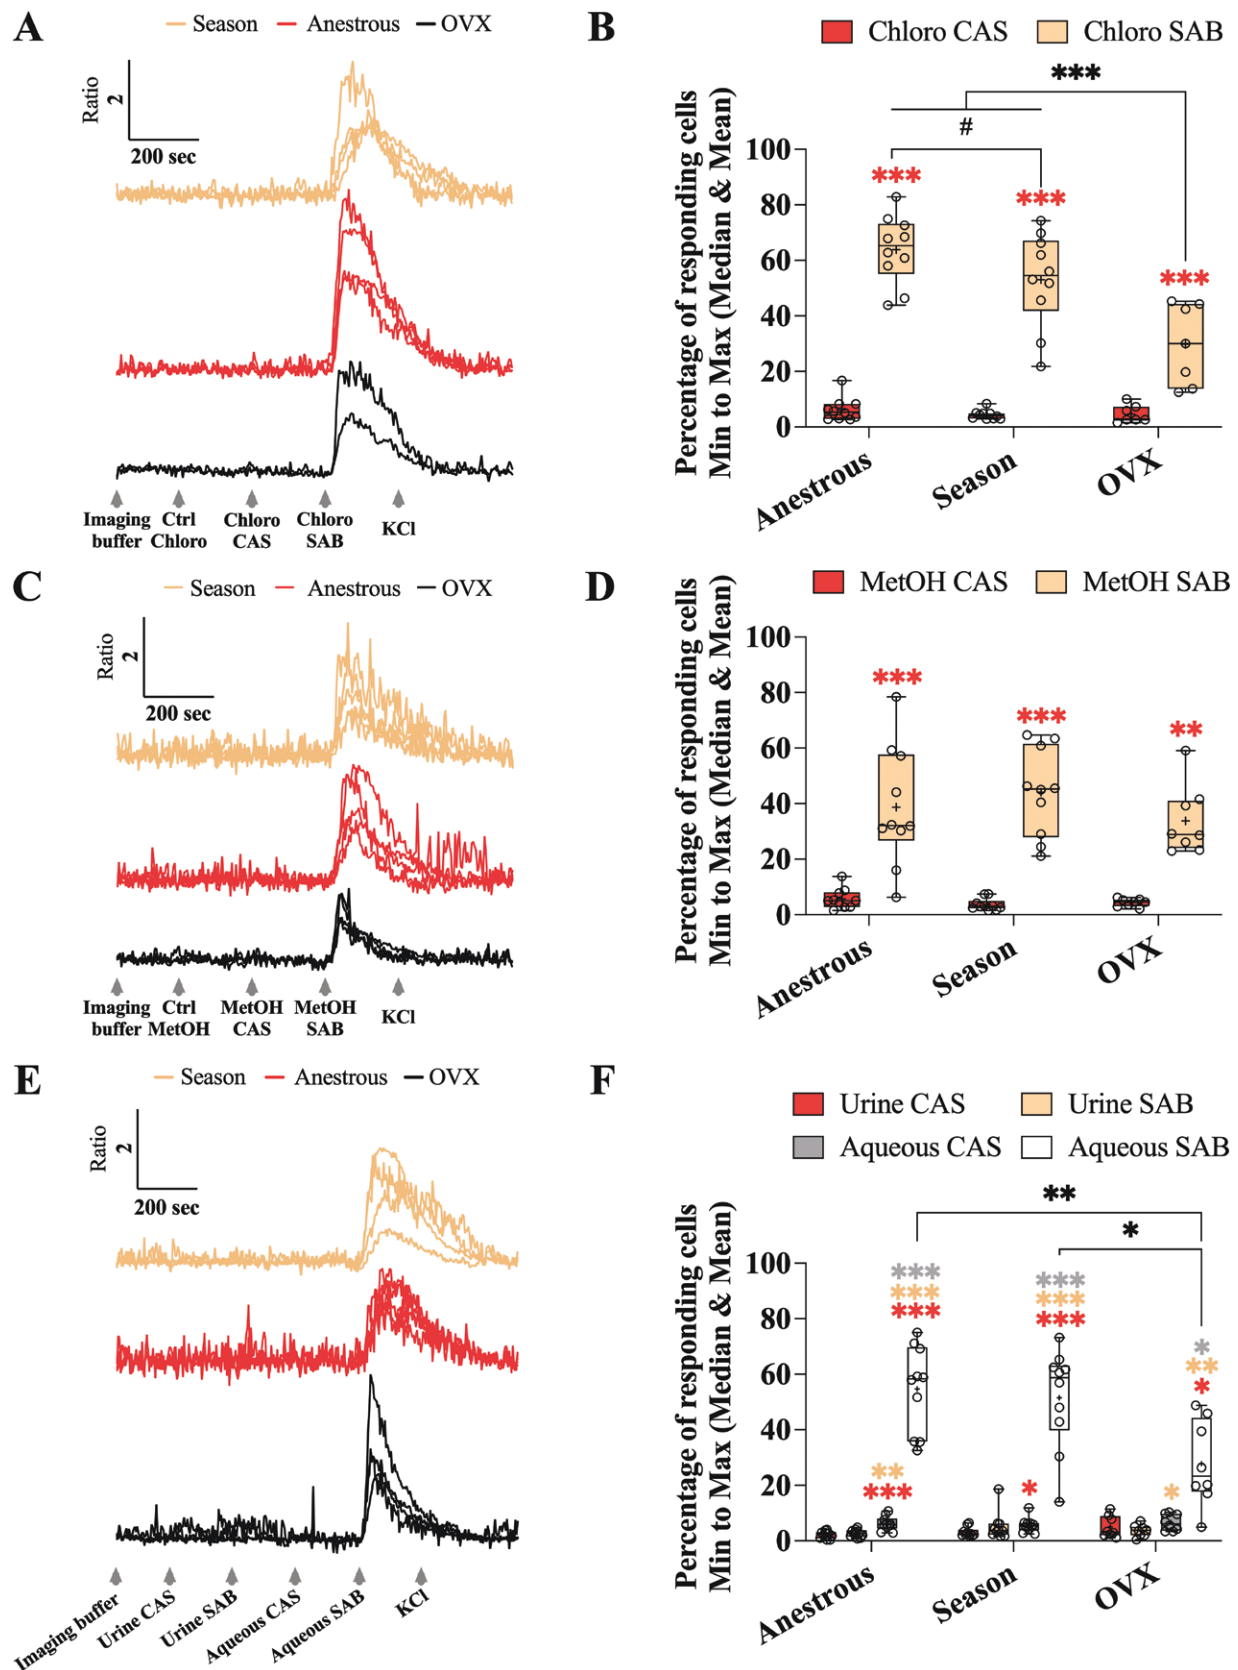 A
Season Anestrous OVX
Ratio
2
200 sec
Imaging buffer
Ctrl Chloro
Chloro CAS
Chloro SAB
KCl
B
Chloro CAS Chloro SAB
***
#
*** *** ***
Percentage of responding cells
Min to Max (Median & Mean)
100
80
60
40
20
0
Anestrous Season OVX
C
Season Anestrous OVX
Ratio
2
200 sec
Imaging buffer
Ctrl MetOH
MetOH CAS
MetOH SAB
KCl
D
MetOH CAS MetOH SAB
*** *** **
Percentage of responding cells
Min to Max (Median & Mean)
100
80
60
40
20
0
Anestrous Season OVX
E
Season Anestrous OVX
Ratio
2
200 sec
Imaging buffer
Urine CAS
Urine SAB
Aqueous CAS
Aqueous SAB
KCl
F
Urine CAS Urine SAB
Aqueous CAS Aqueous SAB
**
*
*** ***
*** ***
*** ***
*
**
*
**
***
*
*
Percentage of responding cells
Min to Max (Median & Mean)
100
80
60
40
20
0
Anestrous Season OVX